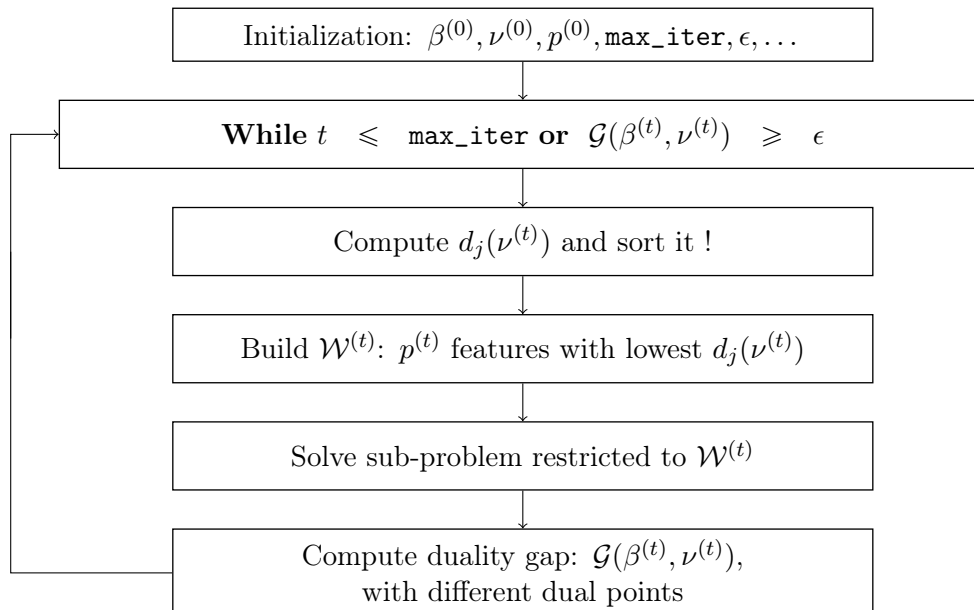 Initialization: β^(0), ν^(0), p^(0), max_iter, ϵ, …
While t ⩽ max_iter or 𝒢(β^(t), ν^(t)) ⩾ ϵ
Compute d_j(ν^(t)) and sort it !
Build 𝒲^(t): p^(t) features with lowest d_j(ν^(t))
Solve sub-problem restricted to 𝒲^(t)
Compute duality gap: 𝒢(β^(t), ν^(t)),
with different dual points